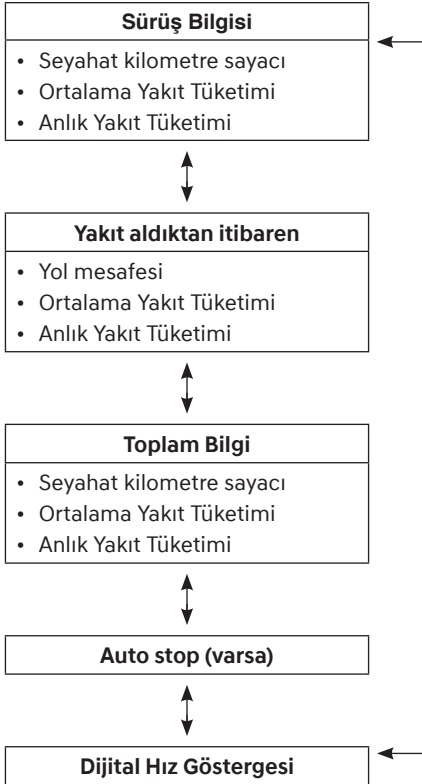 Sürüş Bilgisi
• Seyahat kilometre sayacı
• Ortalama Yakıt Tüketimi
• Anlık Yakıt Tüketimi
Yakıt aldıktan itibaren
• Yol mesafesi
• Ortalama Yakıt Tüketimi
• Anlık Yakıt Tüketimi
Toplam Bilgi
• Seyahat kilometre sayacı
• Ortalama Yakıt Tüketimi
• Anlık Yakıt Tüketimi
Auto stop (varsa)
Dijital Hız Göstergesi